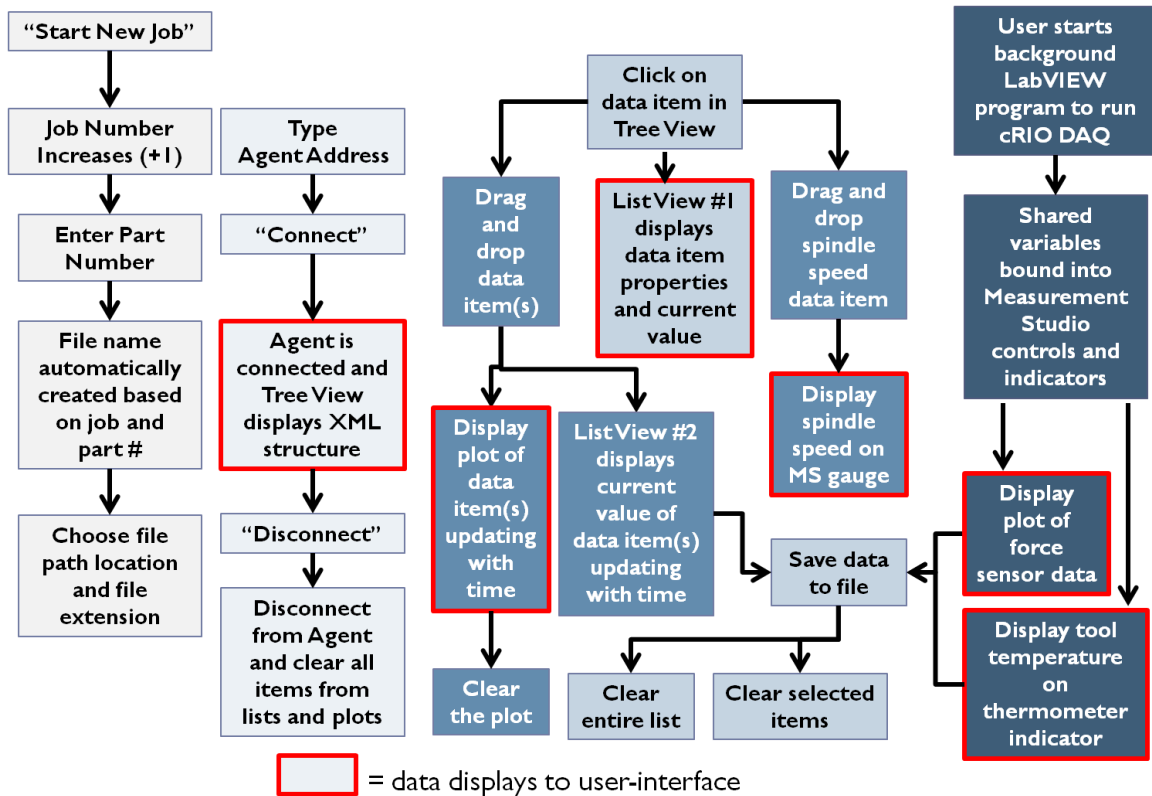 “Start New Job”
Job Number
Increases (+1)
Enter Part
Number
File name
automatically
created based
on job and
part #
Choose file
path location
and file
extension
Type
Agent Address
“Connect”
Agent is
connected and
Tree View
displays XML
structure
“Disconnect”
Disconnect
from Agent
and clear all
items from
lists and plots
Click on
data item in
Tree View
Drag
and
drop
data
item(s)
List View #1
displays
data item
properties
and current
value
Drag and
drop
spindle
speed
data item
Display
plot of
data
item(s)
updating
with
time
List View #2
displays
current
value of
data item(s)
updating
with time
Display
spindle
speed on
MS gauge
Clear
the plot
Save data
to file
Clear
entire list
Clear selected
items
User starts
background
LabVIEW
program to run
cRIO DAQ
Shared
variables
bound into
Measurement
Studio
controls and
indicators
Display
plot of
force
sensor data
Display tool
temperature
on
thermometer
indicator
= data displays to user-interface